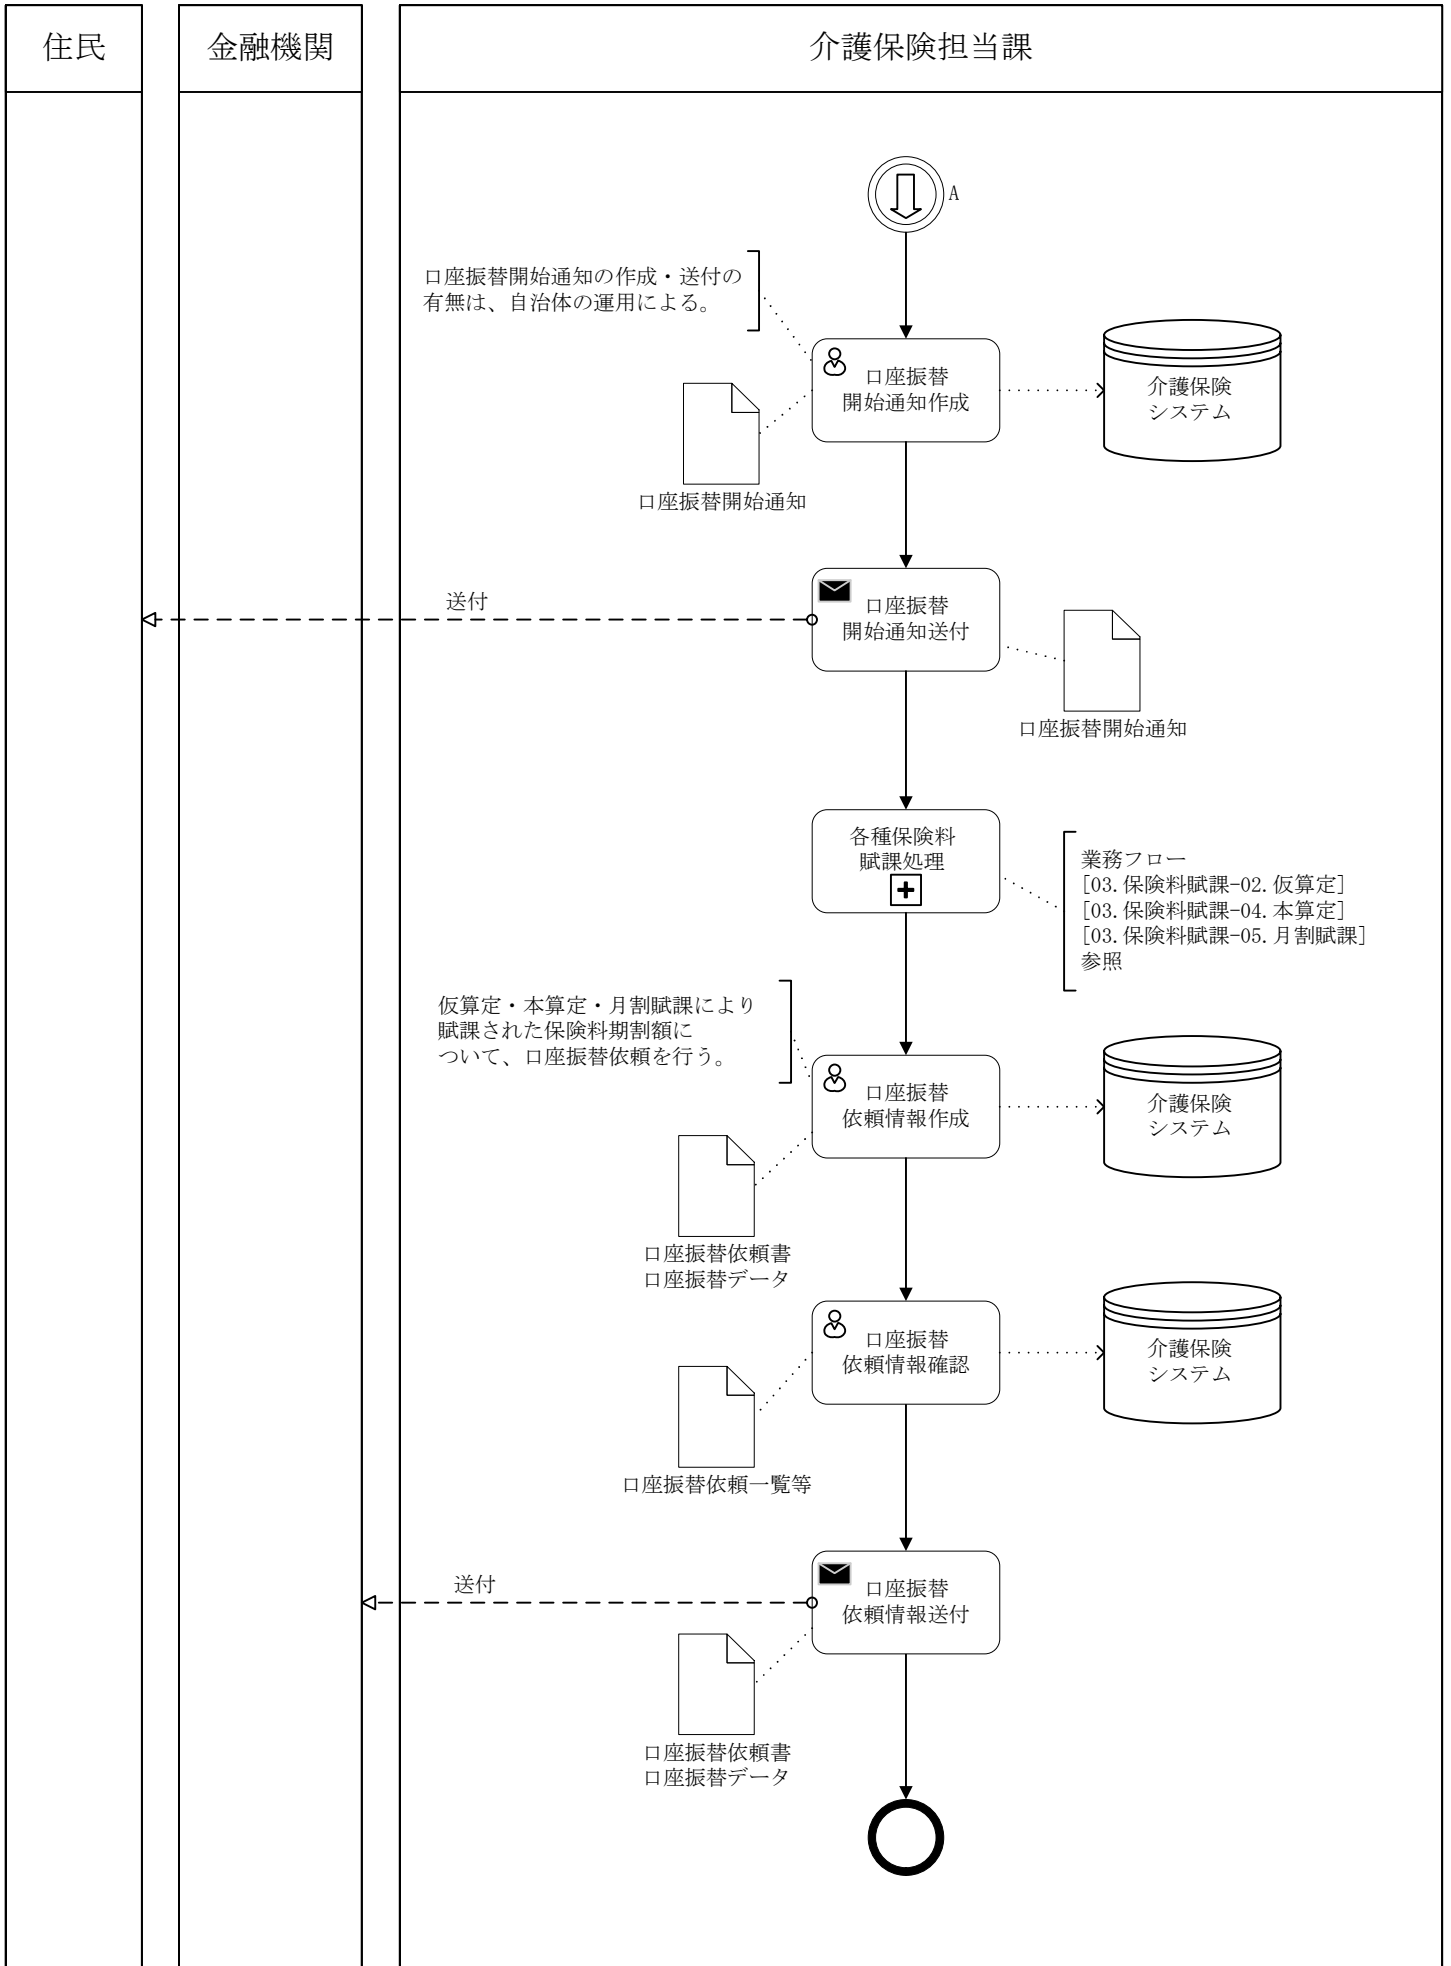 住民
金融機関
介護保険担当課
A
口座振替開始通知の作成・送付の
有無は、自治体の運用による。
口座振替
開始通知作成
介護保険
システム
口座振替開始通知
送付
口座振替
開始通知送付
口座振替開始通知
各種保険料
賦課処理
業務フロー
[03.保険料賦課-02.仮算定]
[03.保険料賦課-04.本算定]
[03.保険料賦課-05.月割賦課]
参照
仮算定・本算定・月割賦課により
賦課された保険料期割額に
ついて、口座振替依頼を行う。
口座振替
依頼情報作成
介護保険
システム
口座振替依頼書
口座振替データ
口座振替
依頼情報確認
介護保険
システム
口座振替依頼一覧等
送付
口座振替
依頼情報送付
口座振替依頼書
口座振替データ